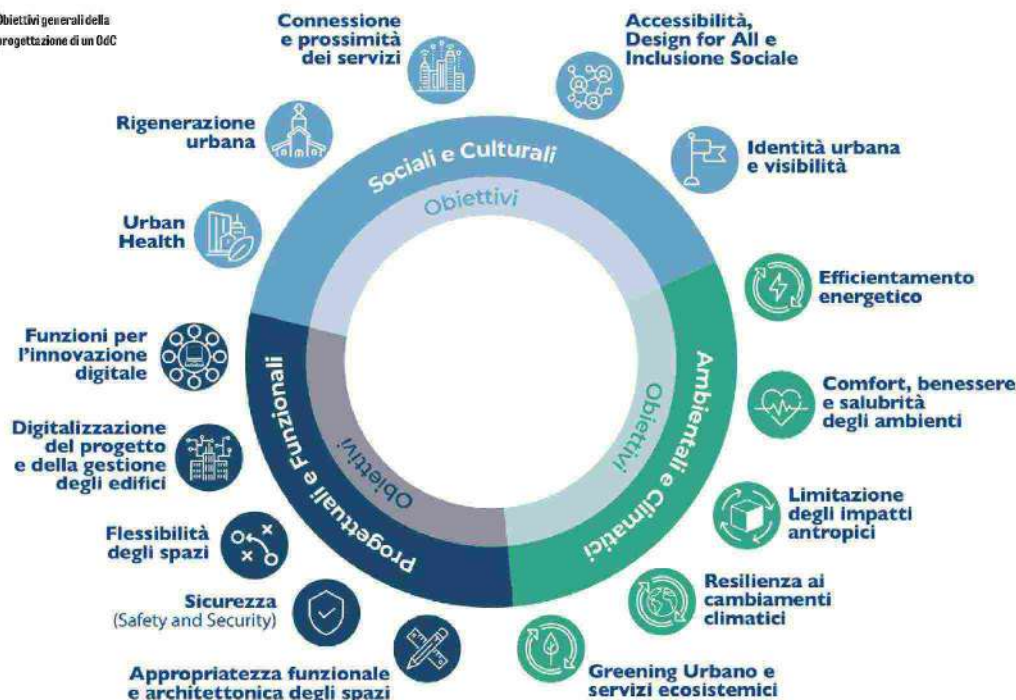 Obiettivi generali della
progettazione di un OdC
Connessione
e prossimità
dei servizi
Accessibilità,
Design for All e
Inclusione Sociale
Rigenerazione
urbana
Identità urbana
e visibilità
Urban
Health
Sociali e Culturali
Obiettivi
Efficientamento
energetico
Funzioni per
l'innovazione
digitale
Comfort, benessere
e salubrità
degli ambienti
Ambientali e Climatici
Obiettivi
Progettuali e Funzionali
Obiettivi
Digitalizzazione
del progetto
e della gestione
degli edifici
Limitazione
degli impatti
antropici
Flessibilità
degli spazi
Resilienza ai
cambiamenti
climatici
Sicurezza
(Safety and Security)
Appropriatezza funzionale
e architettonica degli spazi
Greening Urbano e
servizi ecosistemici